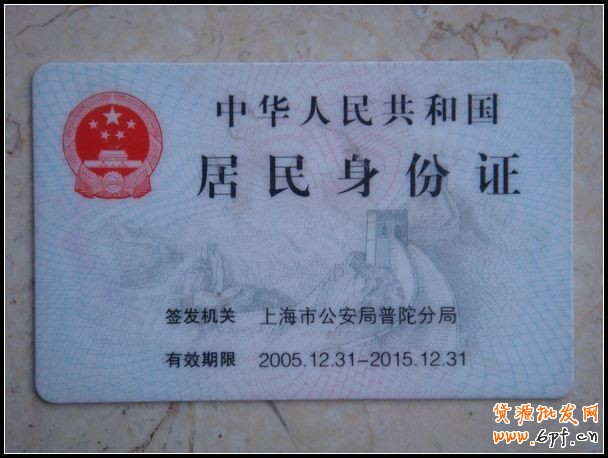 中华人民共和国
居民身份证
签发机关 上海市公安局普陀分局
有效期限 2005.12.31-2015.12.31
货源批发网
www.6pf.cn